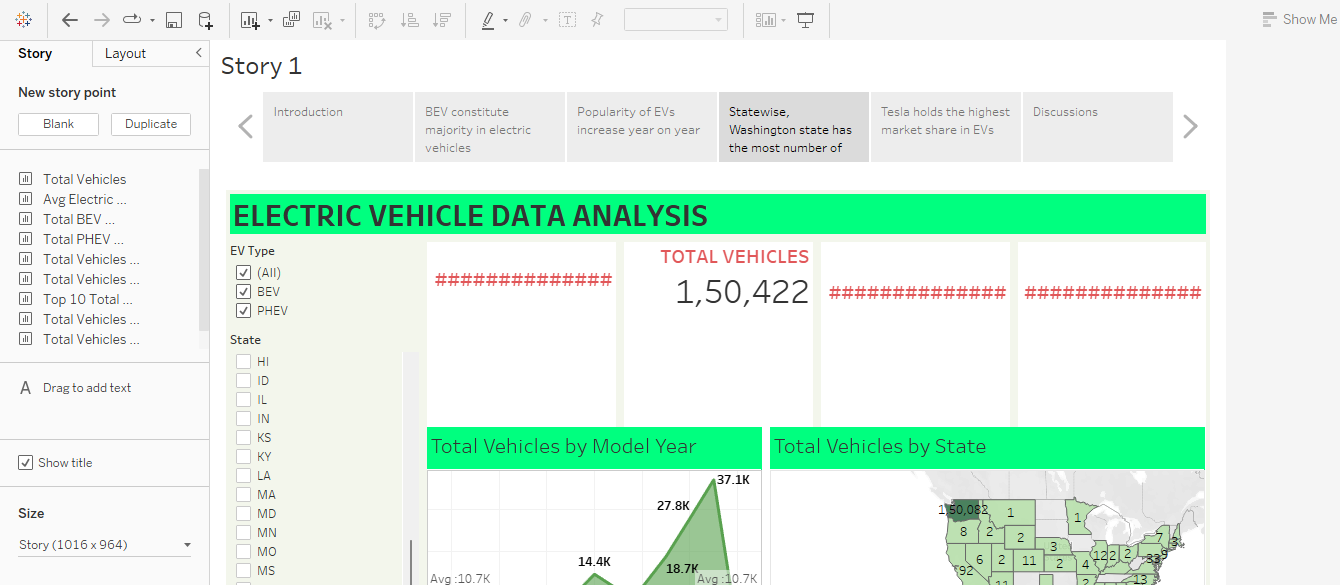 Show Me
Story
Layout
New story point
Blank
Duplicate
Total Vehicles
Avg Electric ...
Total BEV ...
Total PHEV ...
Total Vehicles ...
Total Vehicles ...
Top 10 Total ...
Total Vehicles ...
Total Vehicles ...
A Drag to add text
Show title
Size
Story (1016 x 964)
Story 1
Introduction
BEV constitute
majority in electric
vehicles
Popularity of EVs
increase year on year
Statewise,
Washington state has
the most number of
Tesla holds the highest
market share in EVs
Discussions
ELECTRIC VEHICLE DATA ANALYSIS
EV Type
(All)
BEV
PHEV
State
HI
ID
IL
IN
KS
KY
LA
MA
MD
MN
MO
MS
##############
TOTAL VEHICLES
1,50,422
##############
##############
Total Vehicles by Model Year
37.1K
27.8K
14.4K
18.7K
Avg :10.7K
Avg :10.7K
Total Vehicles by State
1,50,082
1
1
8
2
2
3
7
3
6
2
11
2
4
2
2
9
92
13